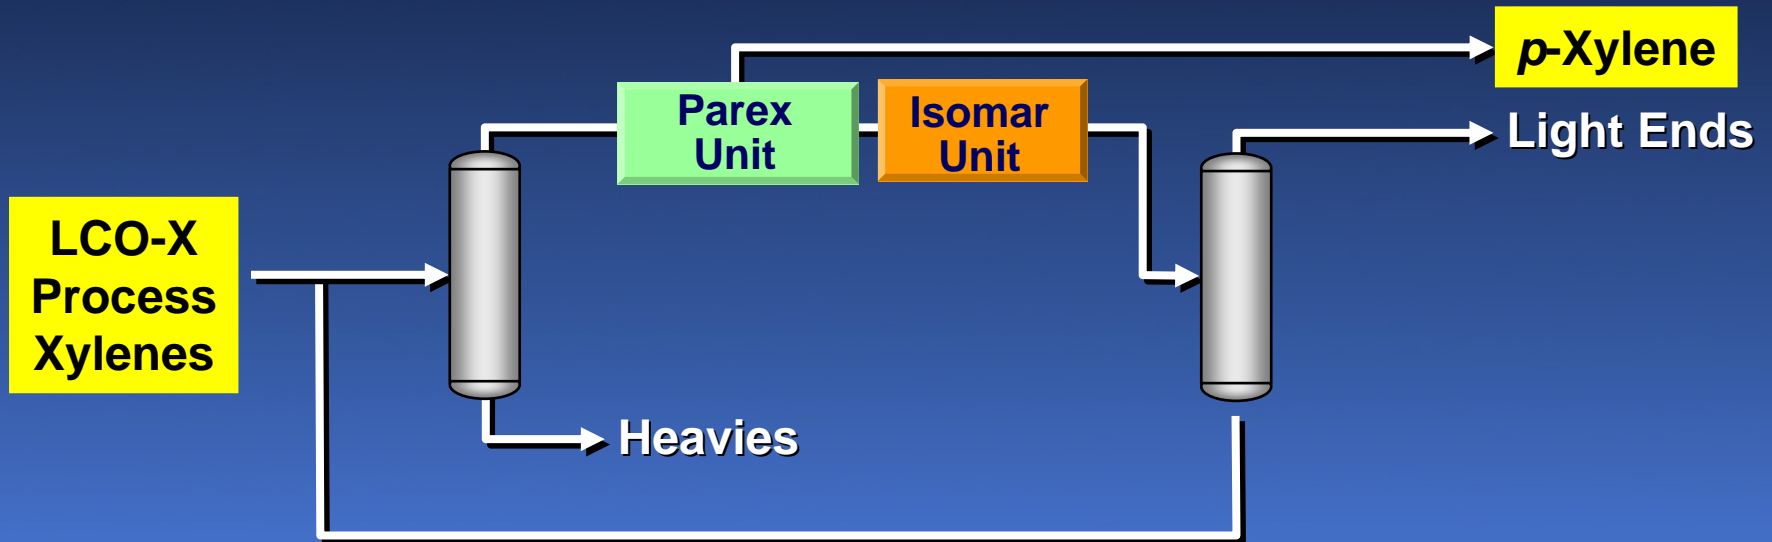 p-Xylene
Parex
Unit
Isomar
Unit
Light Ends
LCO-X
Process
Xylenes
Heavies